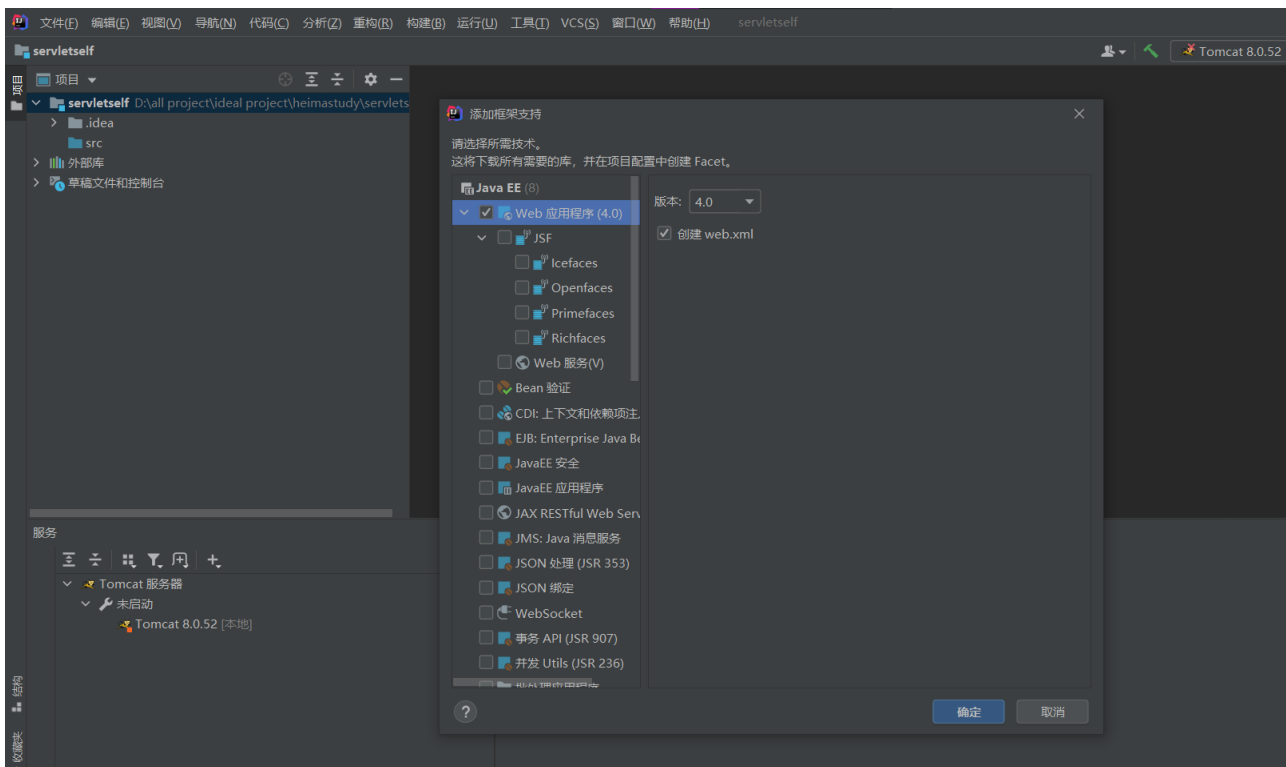 文件(F) 编辑(E) 视图(V) 导航(N) 代码(C) 分析(Z) 重构(R) 构建(B) 运行(U) 工具(T) VCS(S) 窗口(W) 帮助(H) servletself
servletself
Tomcat 8.0.52
项目
项目
servletself D:\all project\ideal project\heimastudy\servlets
.idea
src
外部库
草稿文件和控制台
添加框架支持
请选择所需技术。
这将下载所有需要的库，并在项目配置中创建 Facet。
Java EE (8)
Web 应用程序 (4.0)
JSF
Icefaces
Openfaces
Primefaces
Richfaces
Web 服务(V)
Bean 验证
CDI: 上下文和依赖项注
EJB: Enterprise Java Be
JavaEE 安全
JavaEE 应用程序
JAX RESTful Web Serv
JMS: Java 消息服务
JSON 处理 (JSR 353)
JSON 绑定
WebSocket
事务 API (JSR 907)
并发 Utils (JSR 236)
版本: 4.0
创建 web.xml
?
确定
取消
服务
Tomcat 服务器
未启动
Tomcat 8.0.52 [本地]
结构
收藏夹